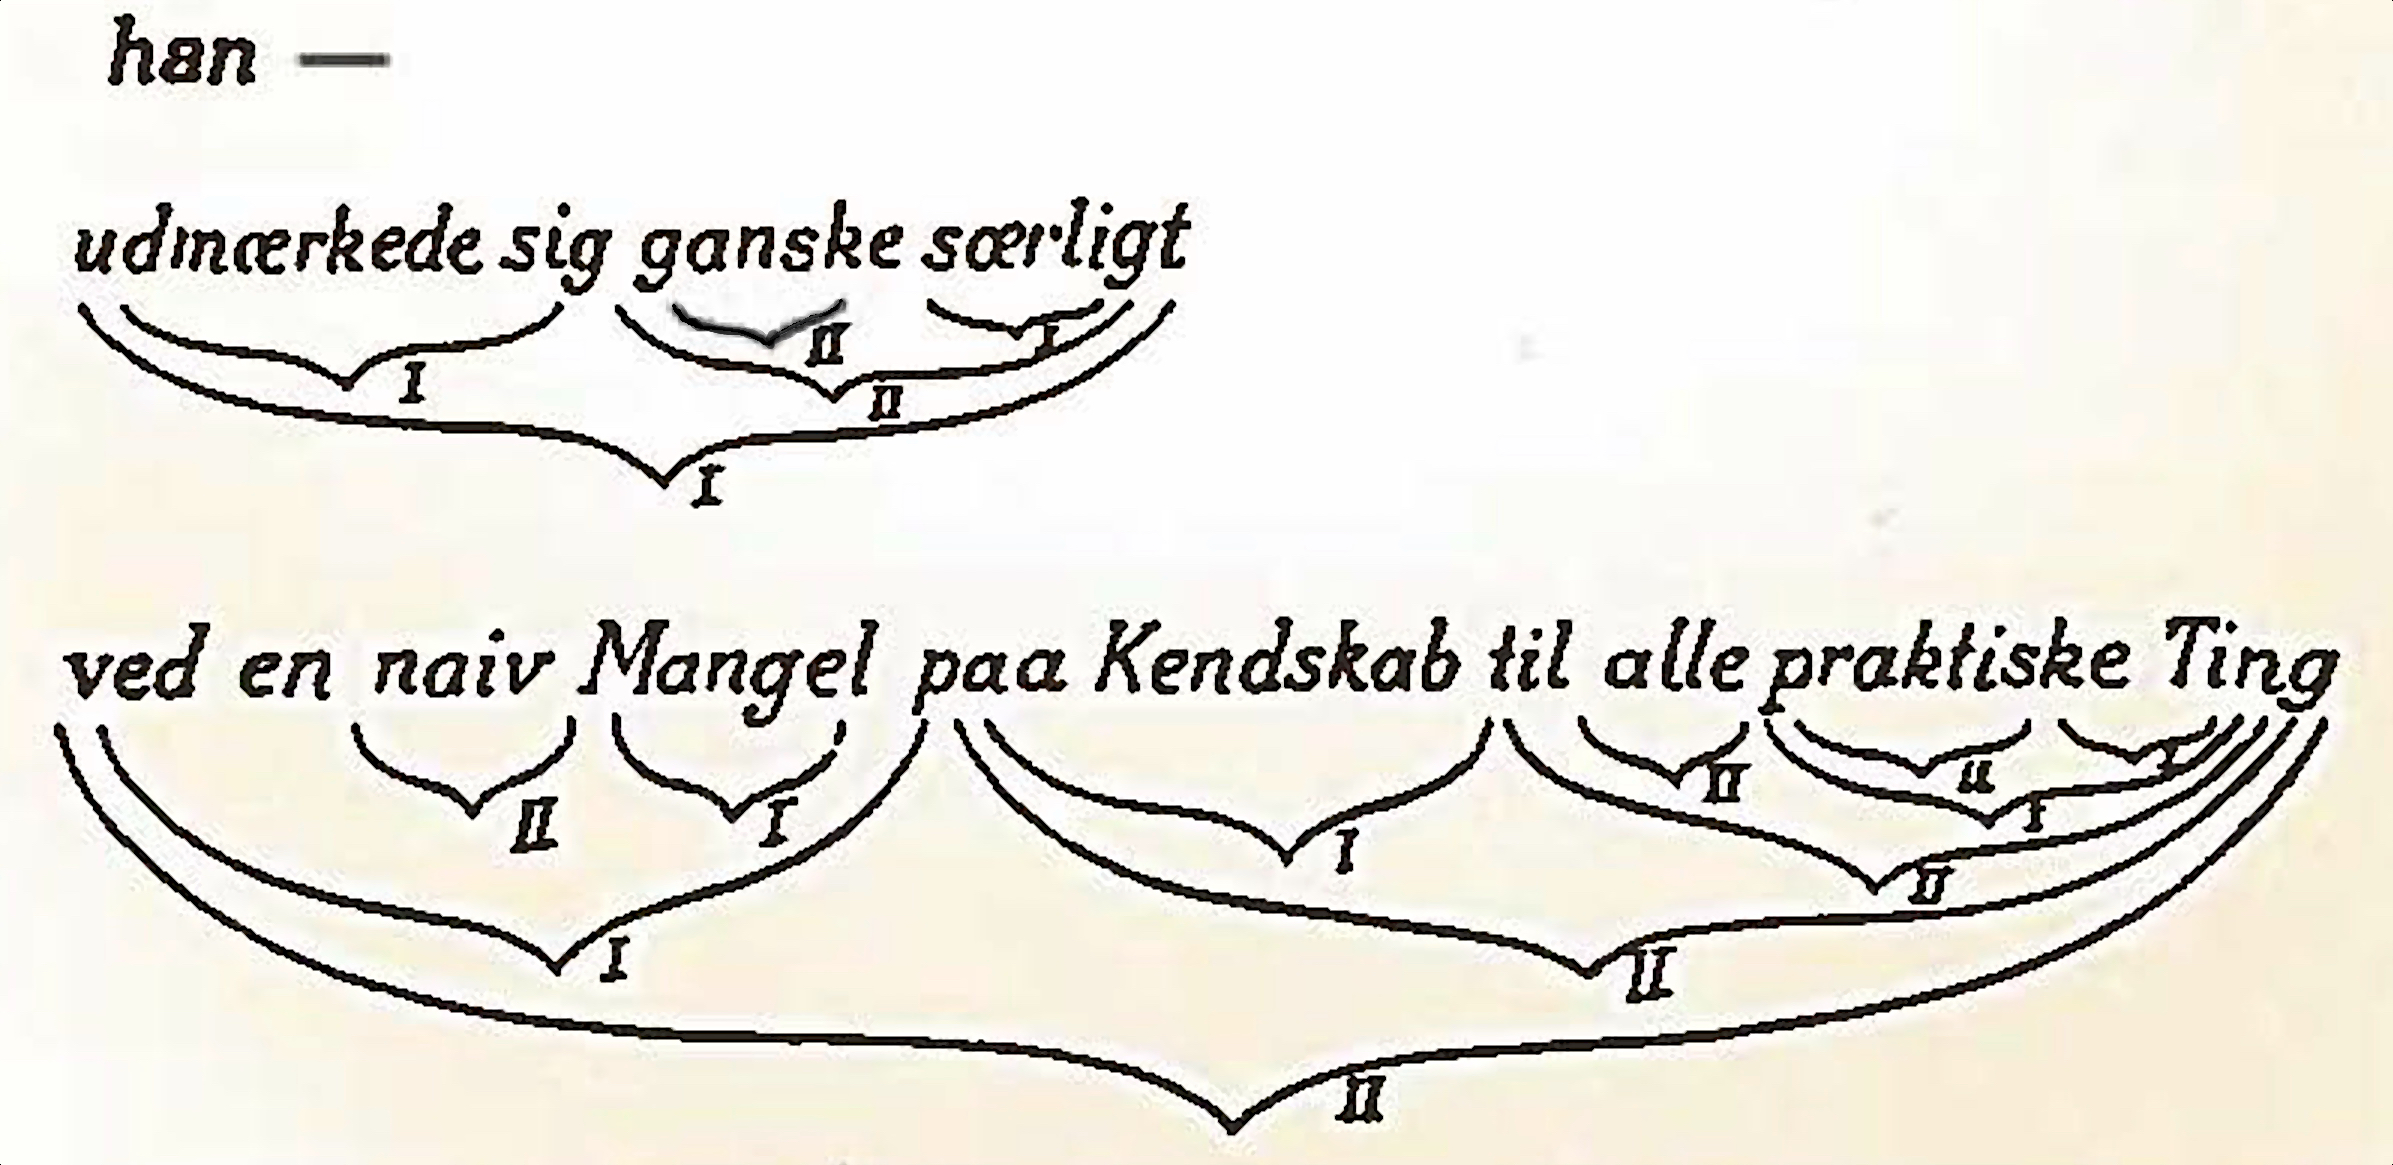 han —
udmærkede sig ganske særligt
II I
I II
I
ved en naiv Mangel paa Kendskab til alle praktiske Ting
II II I
II I I I
I II
II
II